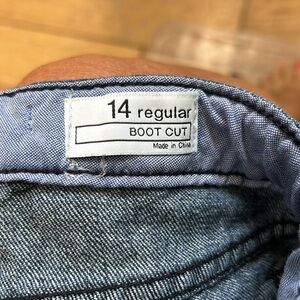 14 regular
BOOT CUT
Made in China